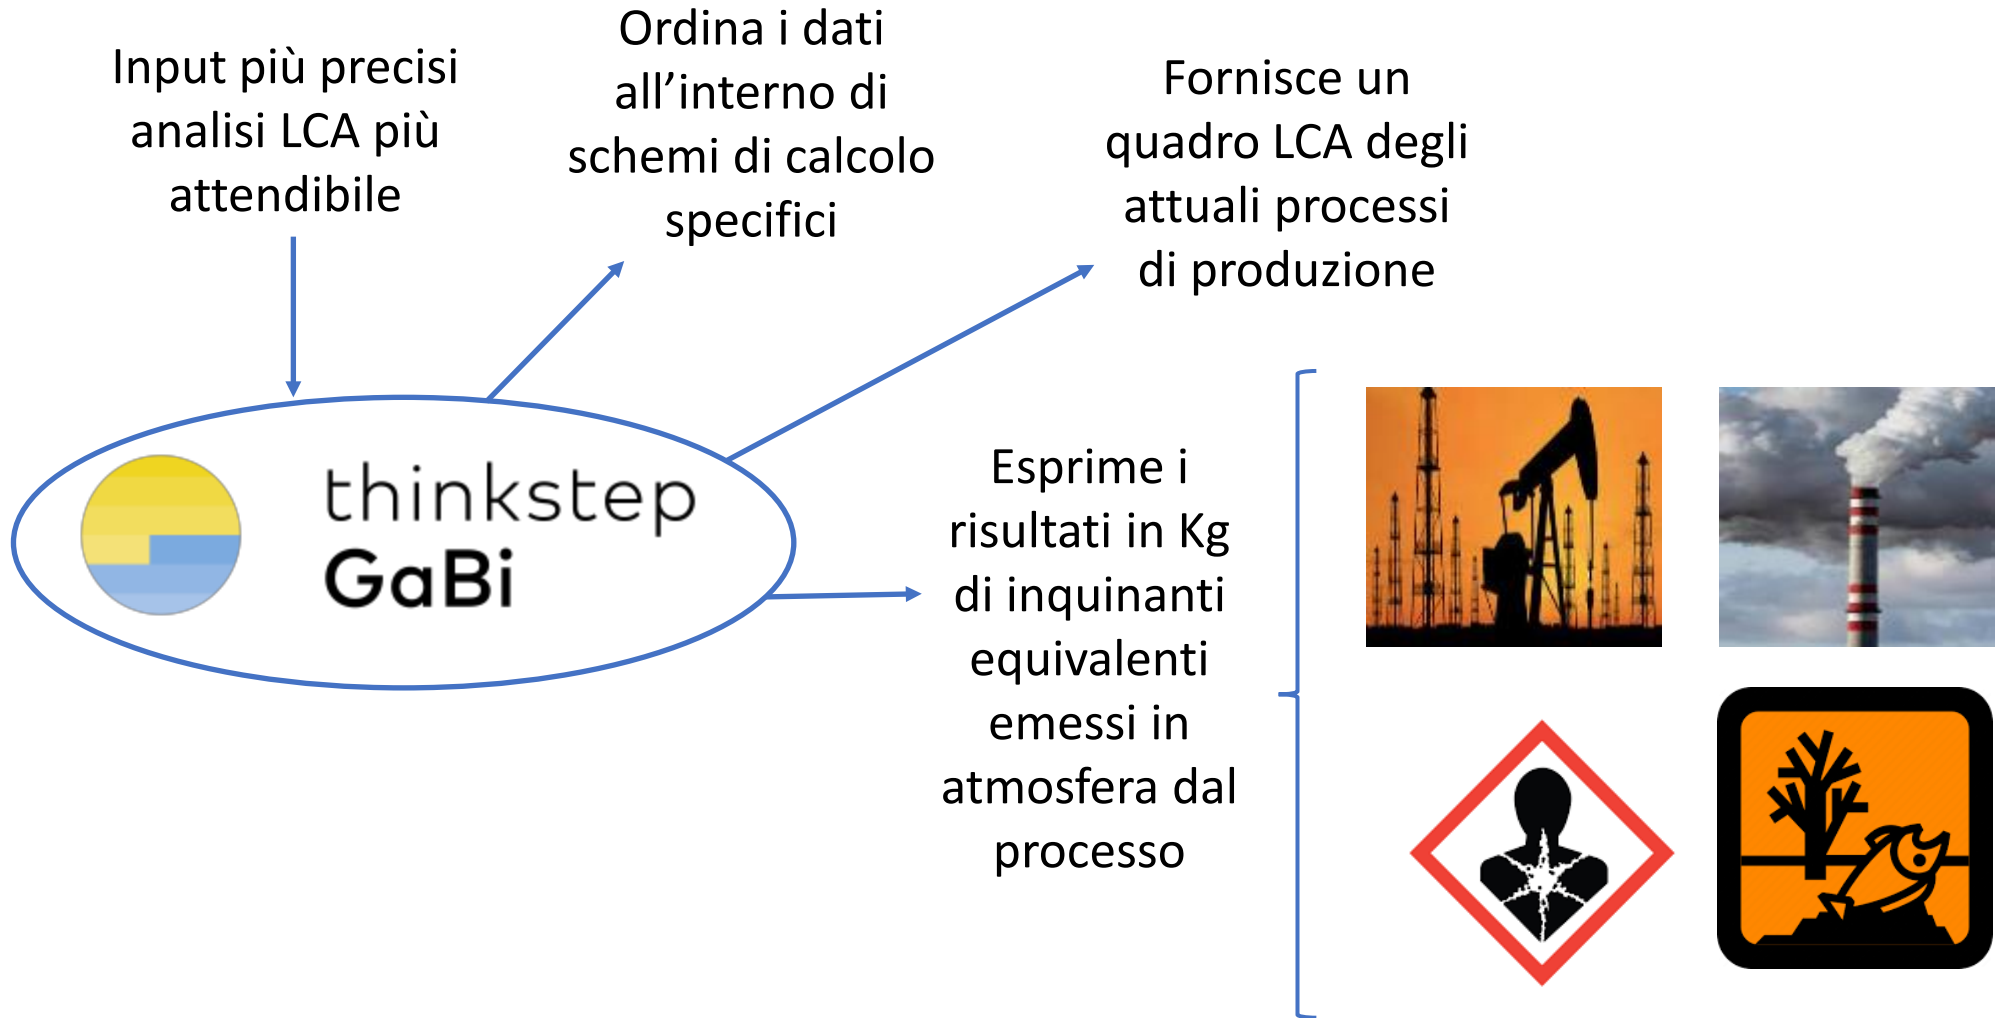 Input più precisi
analisi LCA più
attendibile
Ordina i dati
all’interno di
schemi di calcolo
specifici
Fornisce un
quadro LCA degli
attuali processi
di produzione
thinkstep
GaBi
Esprime i
risultati in Kg
di inquinanti
equivalenti
emessi in
atmosfera dal
processo